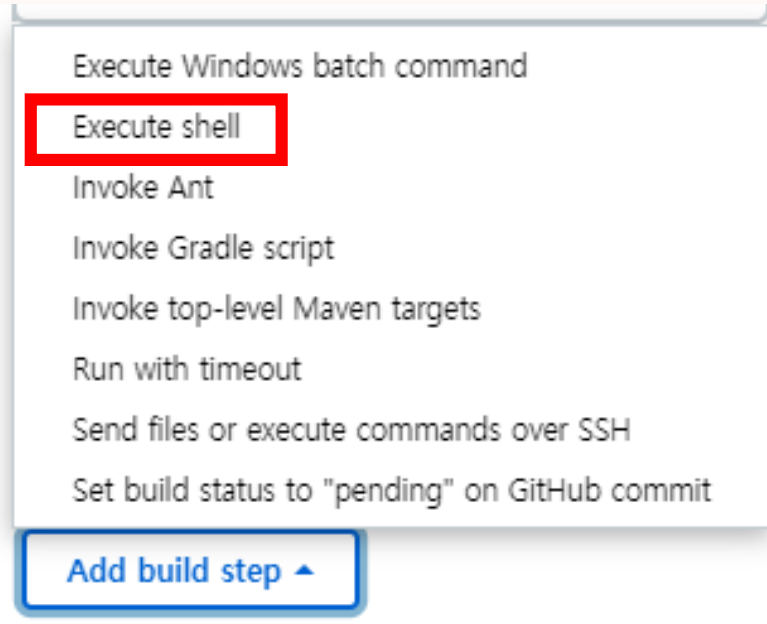 Execute Windows batch command
Execute shell
Invoke Ant
Invoke Gradle script
Invoke top-level Maven targets
Run with timeout
Send files or execute commands over SSH
Set build status to "pending" on GitHub commit
Add build step